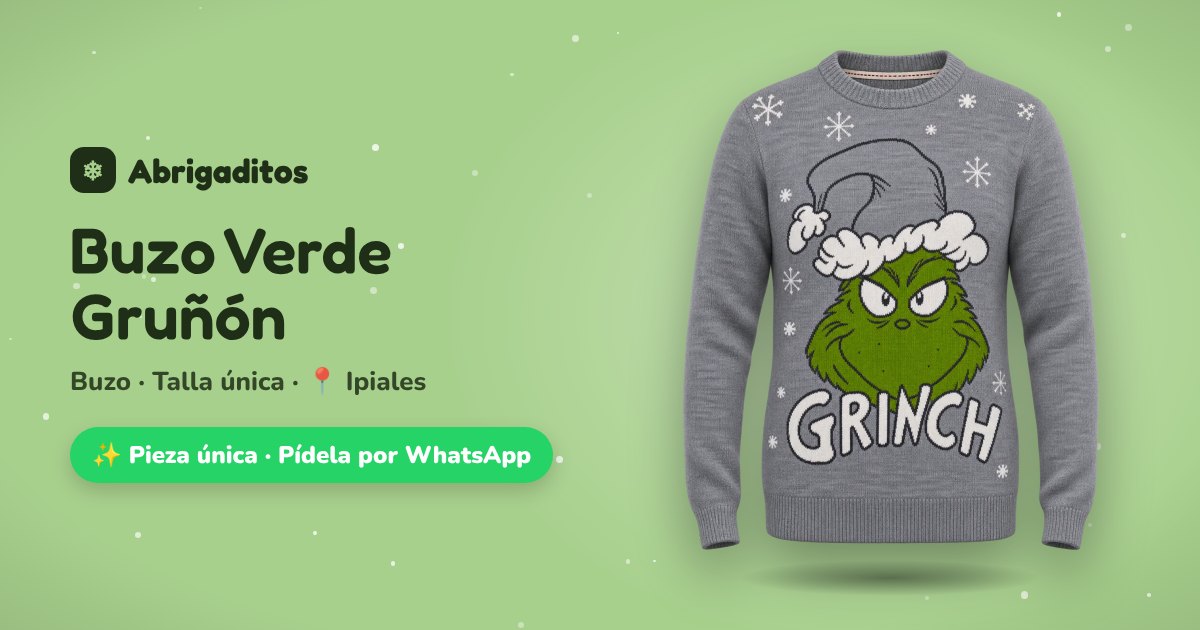 Abrigaditos
Buzo Verde
Gruñón
Buzo · Talla única · 📍 Ipiales
✨ Pieza única · Pídela por WhatsApp
GRINCH